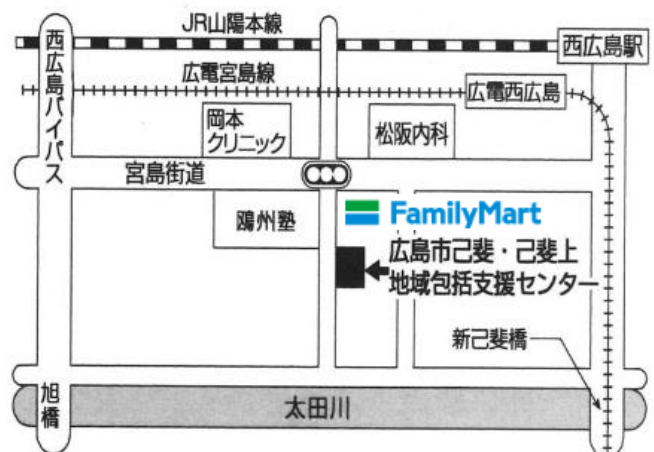 JR山陽本線
西広島駅
西広島バイパス
広電宮島線
広電西広島
岡本
クリニック
松阪内科
宮島街道
鴎州塾
FamilyMart
広島市己斐・己斐上
地域包括支援センター
新己斐橋
旭橋
太田川